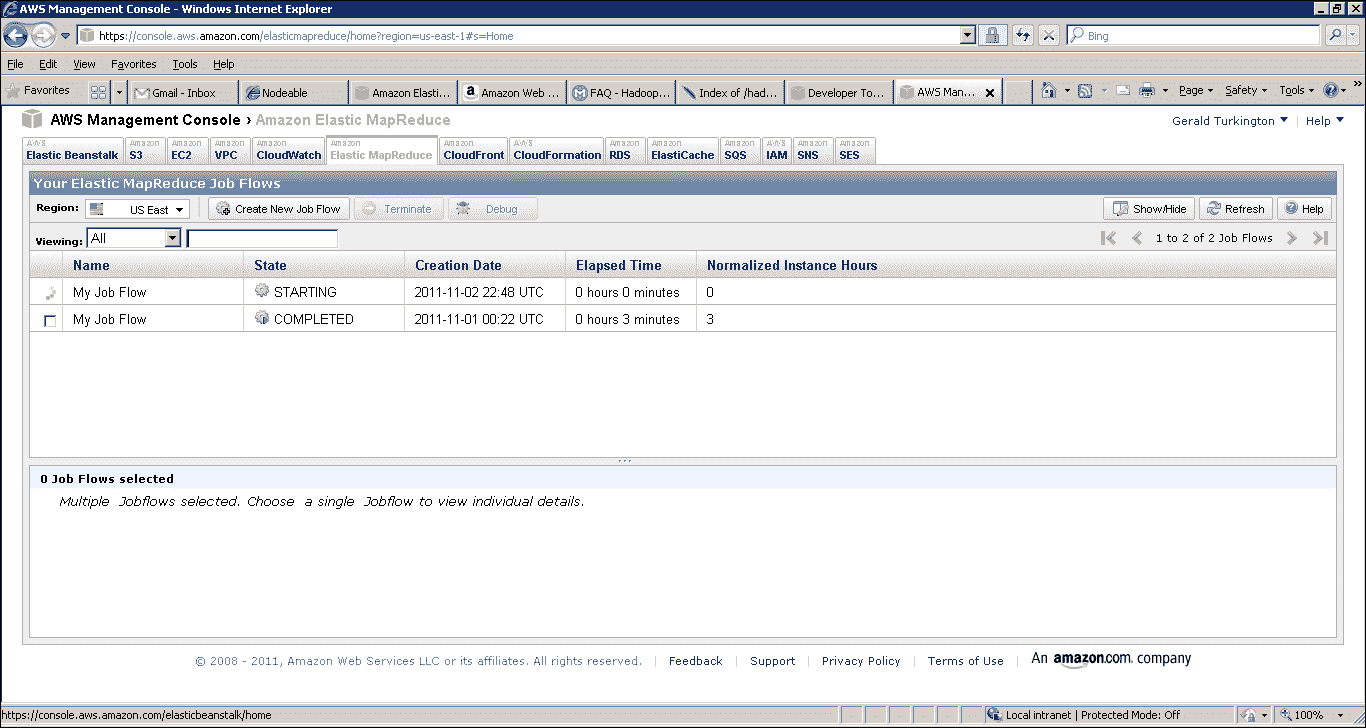 AWS Management Console - Windows Internet Explorer
https://console.aws.amazon.com/elasticmapreduce/home?region=us-east-1#s=Home
Bing
File Edit View Favorites Tools Help
Favorites Gmail - Inbox Nodeable Amazon Elasti... Amazon Web ... FAQ - Hadoop... Index of /had... Developer To... AWS Man... Page Safety Tools
AWS Management Console › Amazon Elastic MapReduce Gerald Turkington Help
AWS Amazon Amazon Amazon Amazon Amazon Amazon AWS Amazon Amazon Amazon AWS Amazon Amazon
Elastic Beanstalk S3 EC2 VPC CloudWatch Elastic MapReduce CloudFront CloudFormation RDS ElastiCache SQS IAM SNS SES
Your Elastic MapReduce Job Flows
Region: US East Create New Job Flow Terminate Debug Show/Hide Refresh Help
Viewing: All 1 to 2 of 2 Job Flows
Name State Creation Date Elapsed Time Normalized Instance Hours
My Job Flow STARTING 2011-11-02 22:48 UTC 0 hours 0 minutes 0
My Job Flow COMPLETED 2011-11-01 00:22 UTC 0 hours 3 minutes 3
0 Job Flows selected
Multiple Jobflows selected. Choose a single Jobflow to view individual details.
© 2008 - 2011, Amazon Web Services LLC or its affiliates. All rights reserved. Feedback Support Privacy Policy Terms of Use An amazon.com. company
https://console.aws.amazon.com/elasticbeanstalk/home Local intranet | Protected Mode: Off 100%